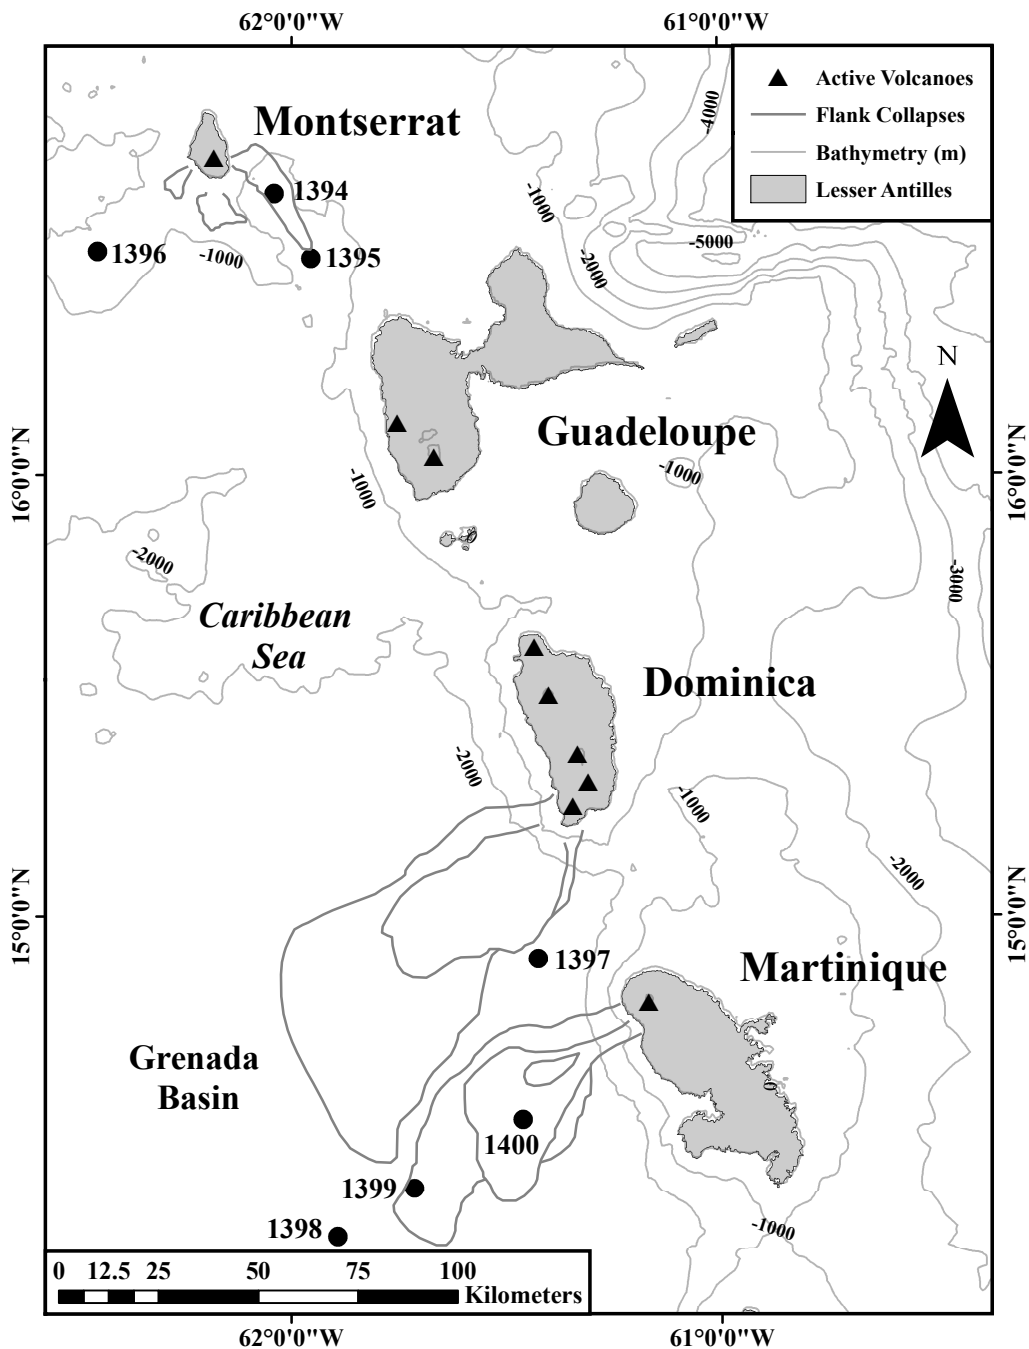 62°0'0"W
61°0'0"W
Active Volcanoes
Flank Collapses
Bathymetry (m)
Lesser Antilles
Montserrat
-4000
1394
-1000
1396
-1000
1395
-5000
-2000
N
Guadeloupe
16°0'0"N
-1000
-1000
16°0'0"N
-2000
-3000
Caribbean
Sea
Dominica
-2000
-1000
-2000
15°0'0"N
15°0'0"N
1397
Martinique
Grenada
Basin
0
1400
1399
1398
-1000
0
12.5
25
50
75
100
Kilometers
62°0'0"W
61°0'0"W